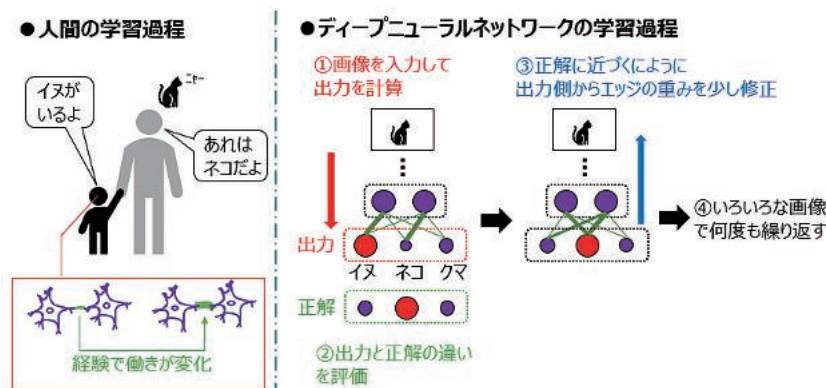 ●人間の学習過程
イヌが
いるよ
ニャー
あれは
ネコだよ
経験で働きが変化
●ディープニューラルネットワークの学習過程
①画像を入力して
出力を計算
出力
イヌ ネコ クマ
正解
②出力と正解の違い
を評価
③正解に近づくにように
出力側からエッジの重みを少し修正
④いろいろな画像
で何度も繰り返す